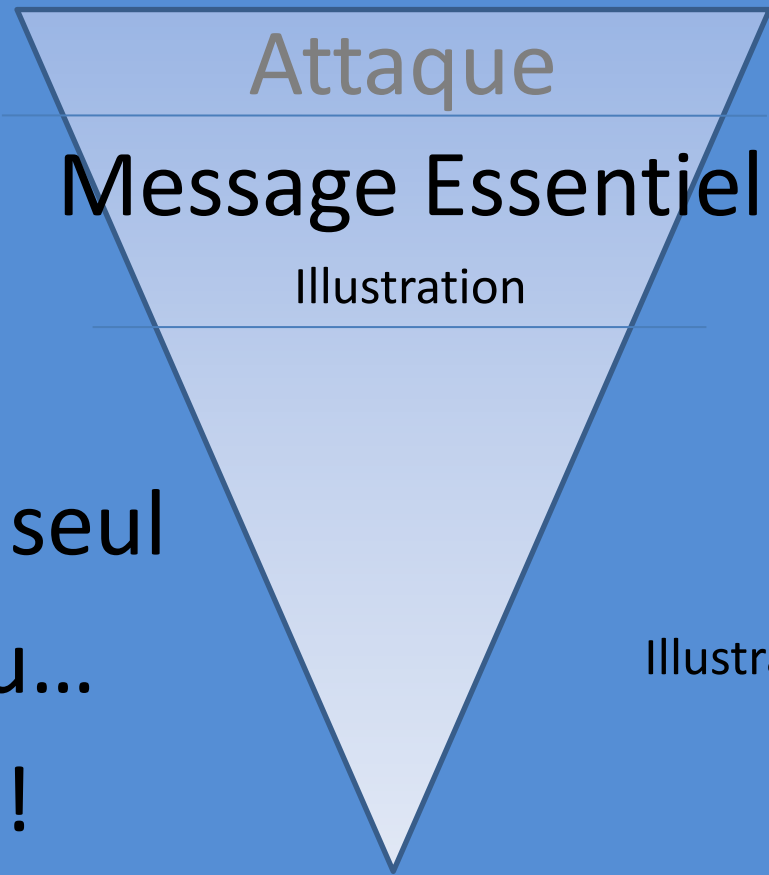 Attaque
Message Essentiel
Illustration
seul
u...
Illustra
!